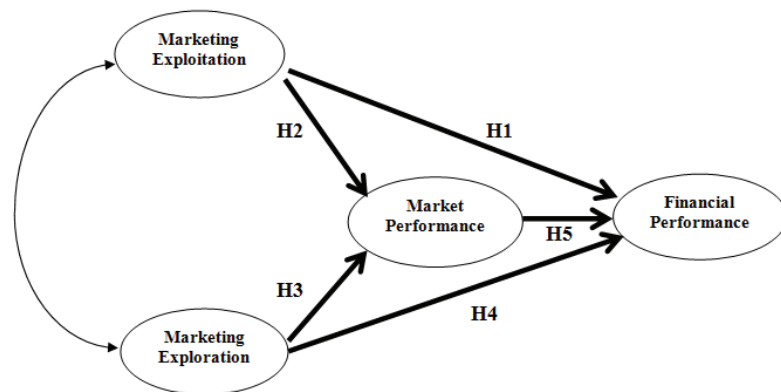 Marketing
Exploitation
H1
H2
Market
Performance
Financial
Performance
H5
H3
H4
Marketing
Exploration